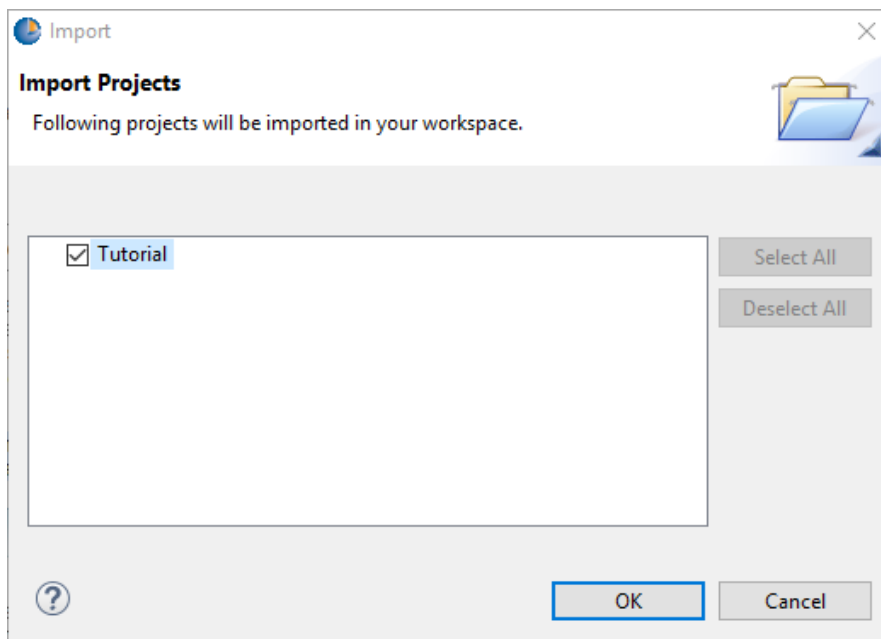 Import
Import Projects
Following projects will be imported in your workspace.
Tutorial
Select All
Deselect All
?
OK
Cancel